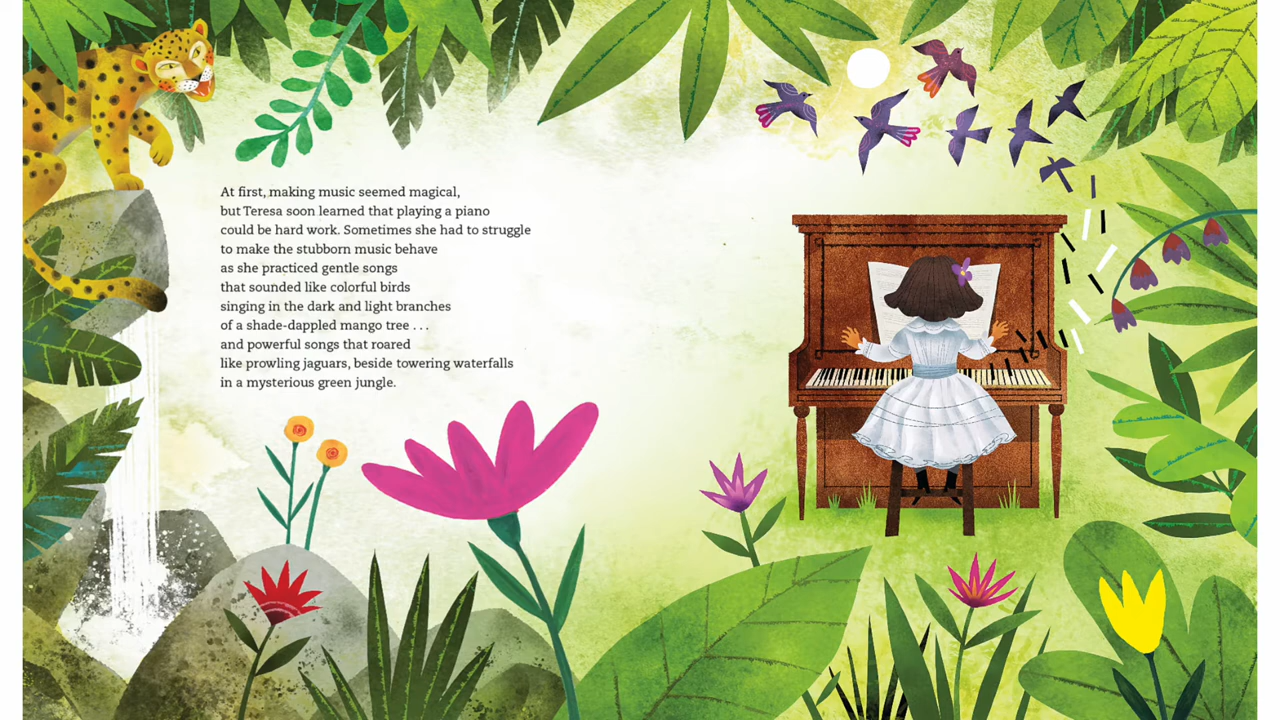 At first, making music seemed magical,
but Teresa soon learned that playing a piano
could be hard work. Sometimes she had to struggle
to make the stubborn music behave
as she practiced gentle songs
that sounded like colorful birds
singing in the dark and light branches
of a shade-dappled mango tree . . .
and powerful songs that roared
like prowling jaguars, beside towering waterfalls
in a mysterious green jungle.